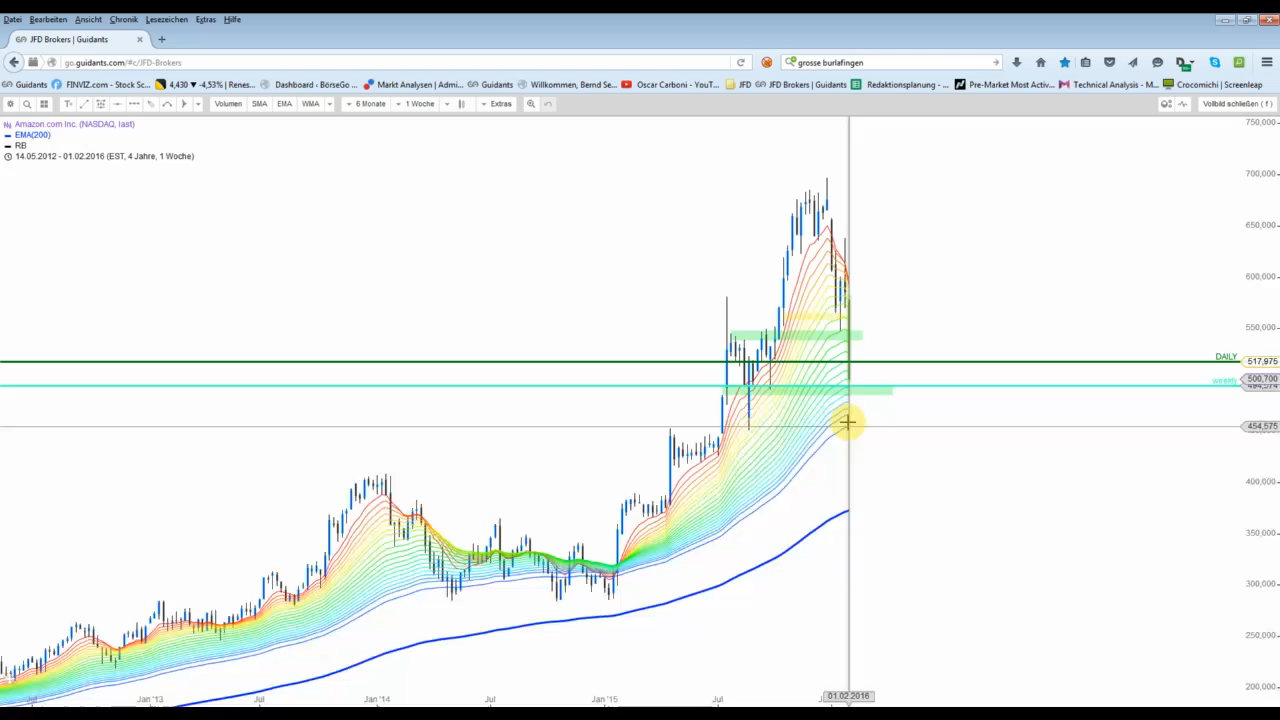 Datei Bearbeiten Ansicht Chronik Lesezeichen Extras Hilfe
JFD Brokers | Guidants
go.guidants.com/#c/JFD-Brokers
grosse burlafingen
Guidants FINVIZ.com - Stock Sc... 4,430 ▼ -4,53% | Renes... Dashboard ‹ BörseGo ... Markt Analysen | Admi... Guidants Willkommen, Bernd Se... Oscar Carboni - YouT... JFD JFD Brokers | Guidants Redaktionsplanung - ... Pre-Market Most Activ... Technical Analysis - M... Crocomichi | Screenleap
Volumen SMA EMA WMA 6 Monate 1 Woche Extras Vollbild schließen ( f )
Amazon.com Inc. (NASDAQ, last)
EMA(200)
RB
14.05.2012 - 01.02.2016 (EST, 4 Jahre, 1 Woche)
750,000
700,000
650,000
600,000
550,000
DAILY 517,975
500,700
weekly 494,574
454,575
400,000
350,000
300,000
250,000
200,000
Jul Jan '13 Jul Jan '14 Jul Jan '15 Jul 01.02.2016